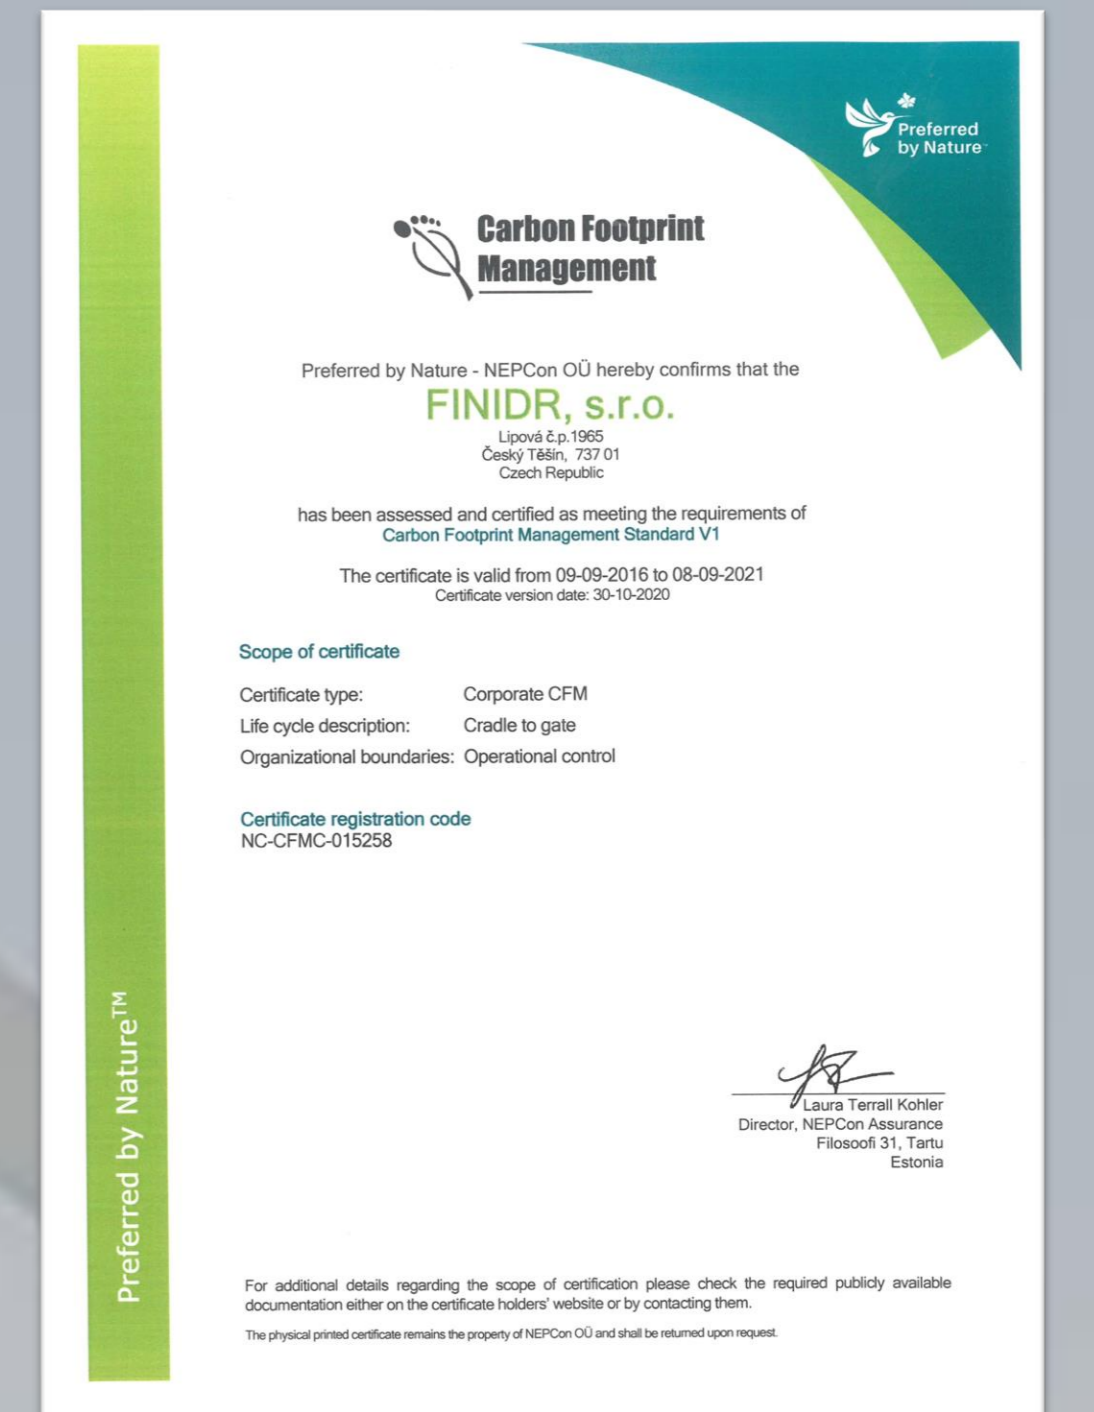 Preferred
by Nature™
Carbon Footprint
Management
Preferred by Nature - NEPCon OÜ hereby confirms that the
FINIDR, s.r.o.
Lipová č.p.1965
Český Těšín, 737 01
Czech Republic
has been assessed and certified as meeting the requirements of
Carbon Footprint Management Standard V1
The certificate is valid from 09-09-2016 to 08-09-2021
Certificate version date: 30-10-2020
Scope of certificate
Certificate type: Corporate CFM
Life cycle description: Cradle to gate
Organizational boundaries: Operational control
Certificate registration code
NC-CFMC-015258
Preferred by Nature™
Laura Terrall Kohler
Director, NEPCon Assurance
Filosoofi 31, Tartu
Estonia
For additional details regarding the scope of certification please check the required publicly available
documentation either on the certificate holders' website or by contacting them.
The physical printed certificate remains the property of NEPCon OÜ and shall be returned upon request.